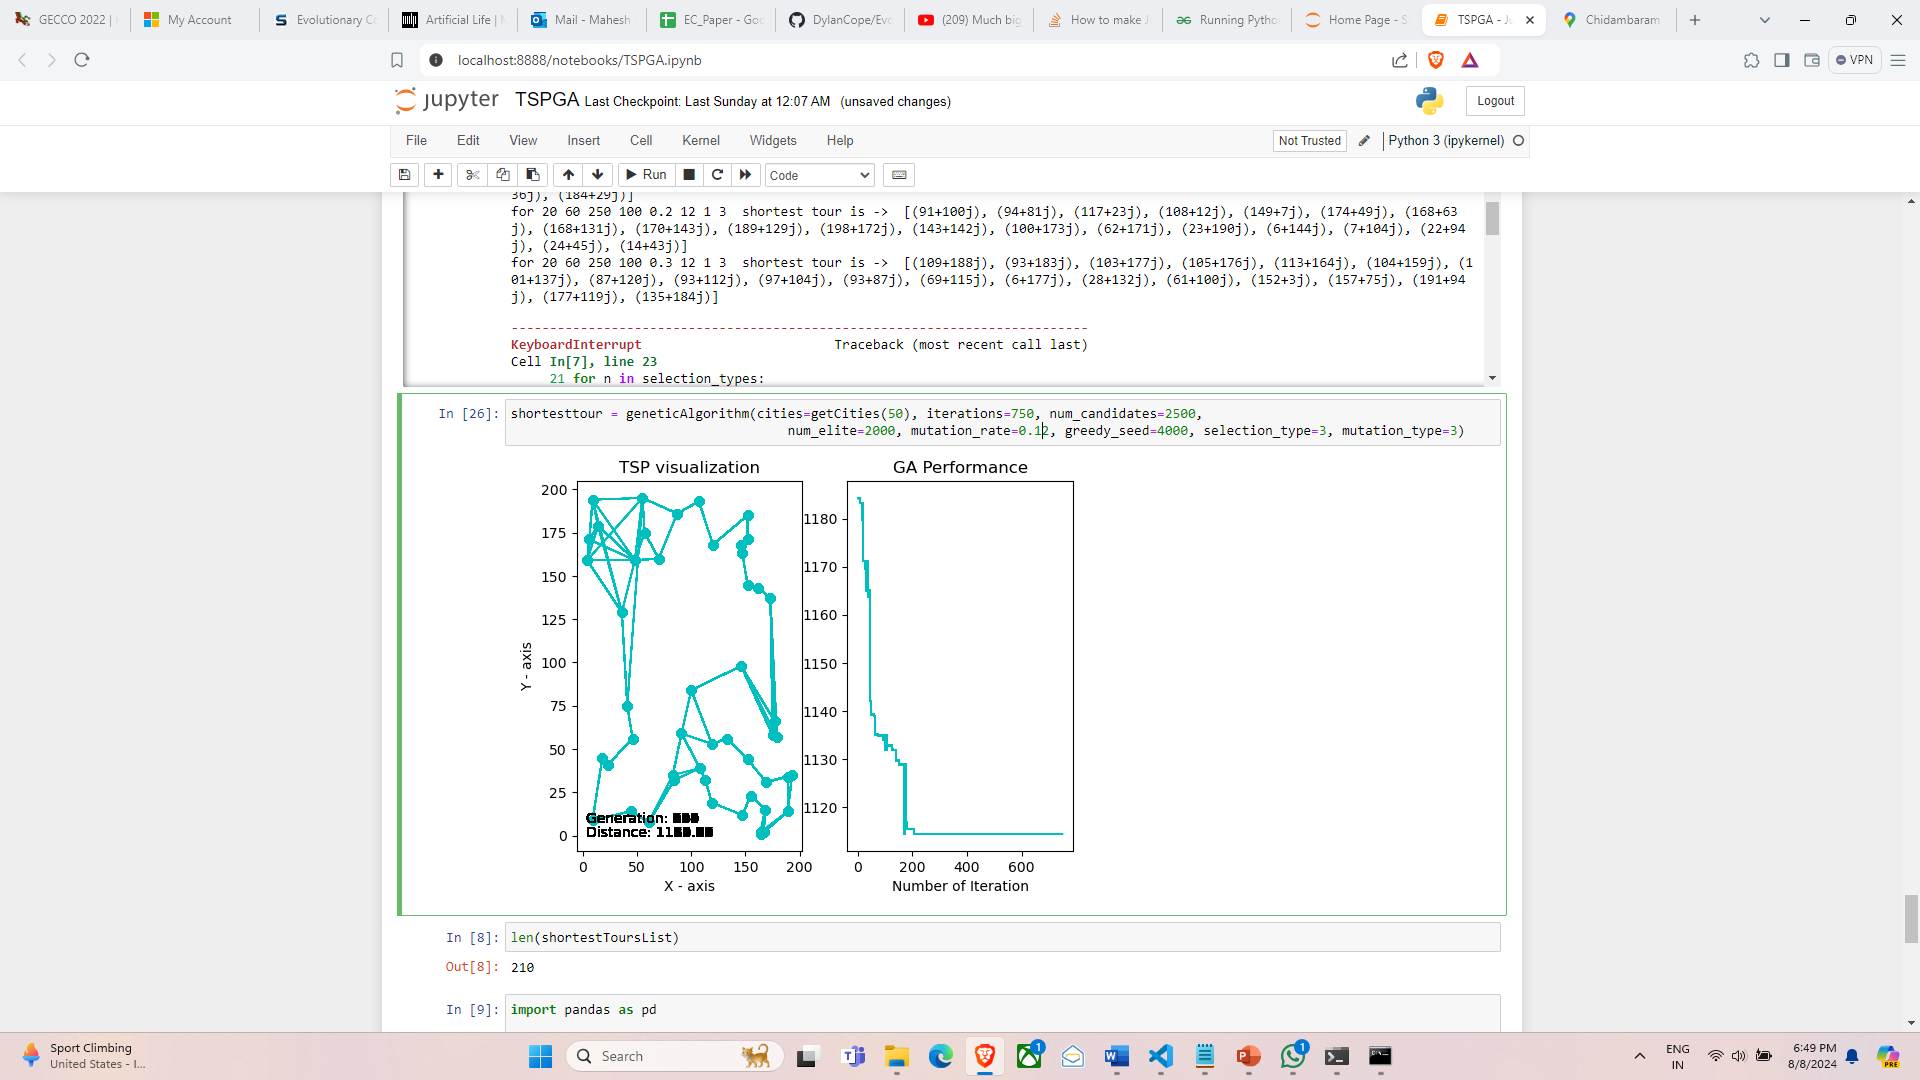 GECCO 2022 |
My Account
Evolutionary Co
Artificial Life | M
Mail - Mahesh
EC_Paper - Goo
DylanCope/Evo
(209) Much big
How to make J
Running Pytho
Home Page - S
TSPGA - Ju
Chidambaram
localhost:8888/notebooks/TSPGA.ipynb
VPN
jupyter TSPGA Last Checkpoint: Last Sunday at 12:07 AM (unsaved changes)
Logout
File Edit View Insert Cell Kernel Widgets Help
Not Trusted
Python 3 (ipykernel)
Run
Code
36j), (184+29j)]
for 20 60 250 100 0.2 12 1 3  shortest tour is ->  [(91+100j), (94+81j), (117+23j), (108+12j), (149+7j), (174+49j), (168+63
j), (168+131j), (170+143j), (189+129j), (198+172j), (143+142j), (100+173j), (62+171j), (23+190j), (6+144j), (7+104j), (22+94
j), (24+45j), (14+43j)]
for 20 60 250 100 0.3 12 1 3  shortest tour is ->  [(109+188j), (93+183j), (103+177j), (105+176j), (113+164j), (104+159j), (1
01+137j), (87+120j), (93+112j), (97+104j), (93+87j), (69+115j), (6+177j), (28+132j), (61+100j), (152+3j), (157+75j), (191+94
j), (177+119j), (135+184j)]
---------------------------------------------------------------------------
KeyboardInterrupt                         Traceback (most recent call last)
Cell In[7], line 23
21 for n in selection_types:
In [26]: shortesttour = geneticAlgorithm(cities=getCities(50), iterations=750, num_candidates=2500,
num_elite=2000, mutation_rate=0.12, greedy_seed=4000, selection_type=3, mutation_type=3)
TSP visualization
200
175
150
125
100
75
50
25
0
Y - axis
Generation:
Distance:
0 50 100 150 200
X - axis
GA Performance
1180
1170
1160
1150
1140
1130
1120
0 200 400 600
Number of Iteration
In [8]: len(shortestToursList)
Out[8]: 210
In [9]: import pandas as pd
Sport Climbing
United States - I...
Search
1
1
ENG
IN
6:49 PM
8/8/2024
PRE